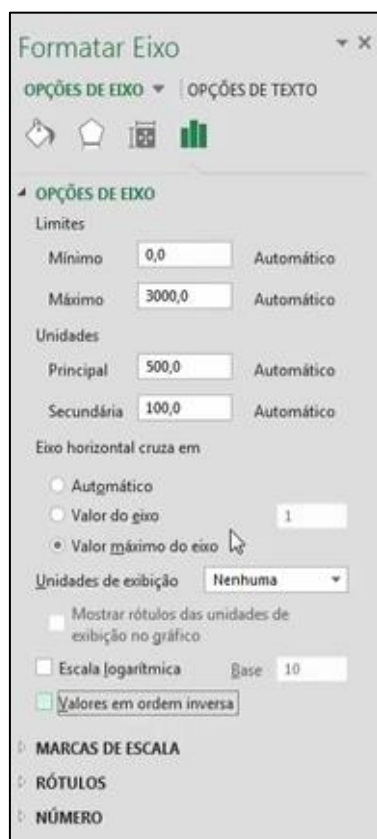 Formatar Eixo
OPÇÕES DE EIXO
OPÇÕES DE TEXTO
OPÇÕES DE EIXO
Limites
Mínimo 0,0 Automático
Máximo 3000,0 Automático
Unidades
Principal 500,0 Automático
Secundária 100,0 Automático
Eixo horizontal cruza em
Automático
Valor do eixo 1
Valor máximo do eixo
Unidades de exibição Nenhuma
Mostrar rótulos das unidades de
exibição no gráfico
Escala logarítmica Base 10
Valores em ordem inversa
MARCAS DE ESCALA
RÓTULOS
NÚMERO